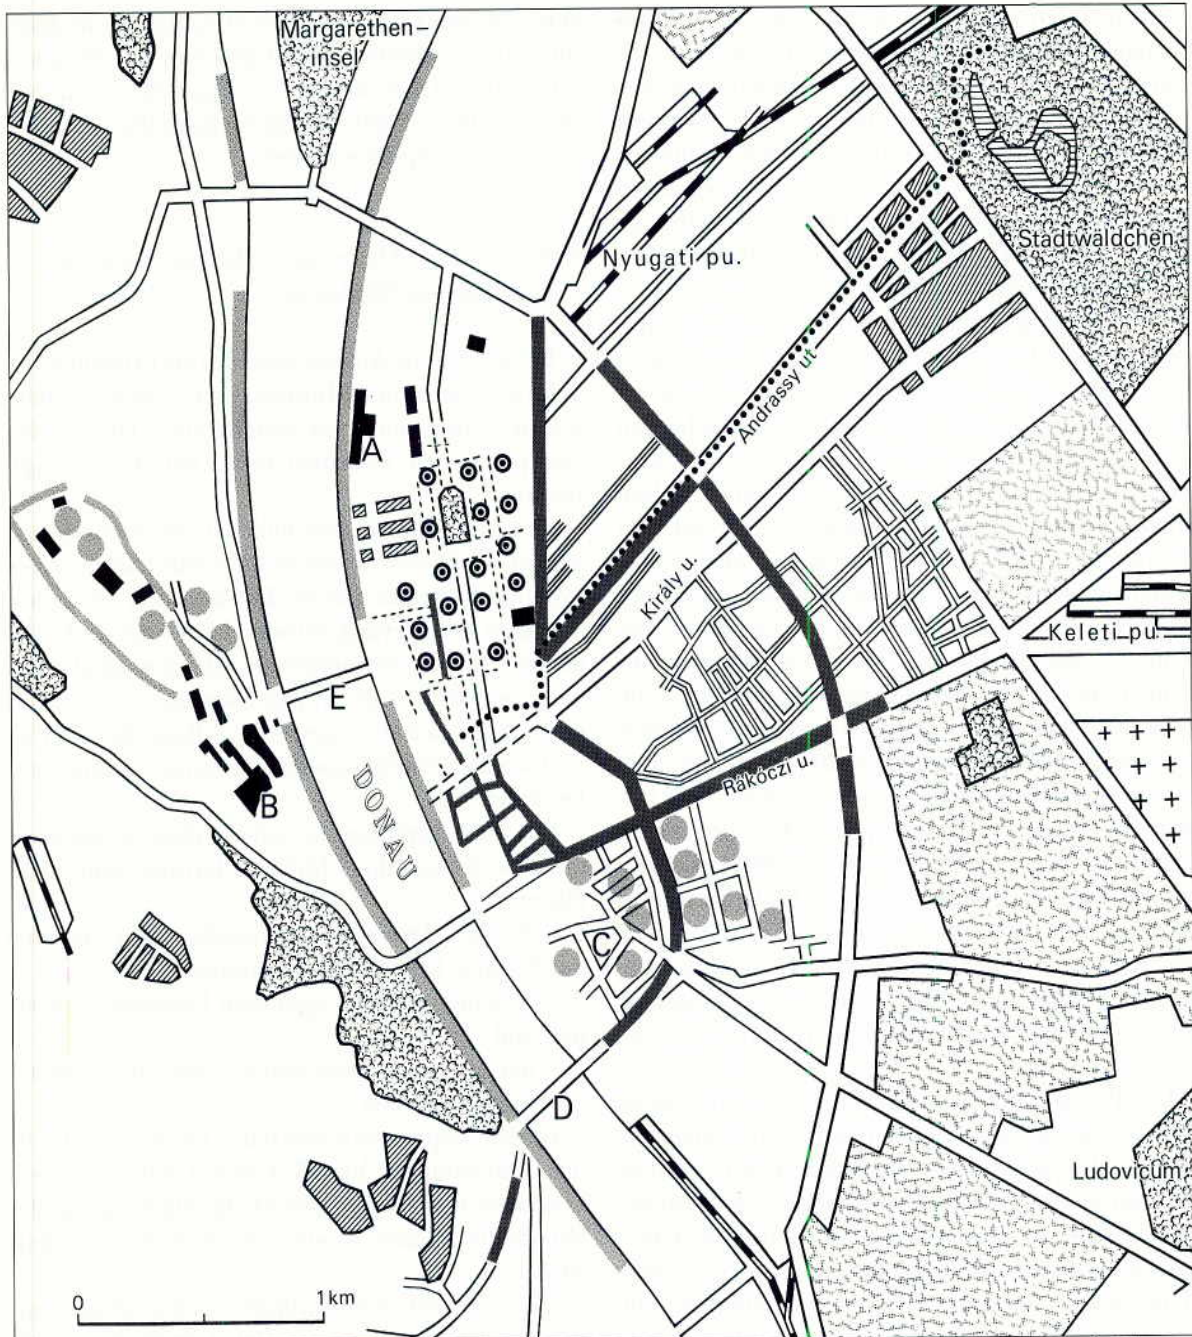 Margarethen-
insel
Nyugati pu.
Stadtwäldchen
Andrassy ut
A
Király u.
Keleti pu.
E
DONAU
B
Rákóczi u.
C
D
Ludovicum
0
1 km